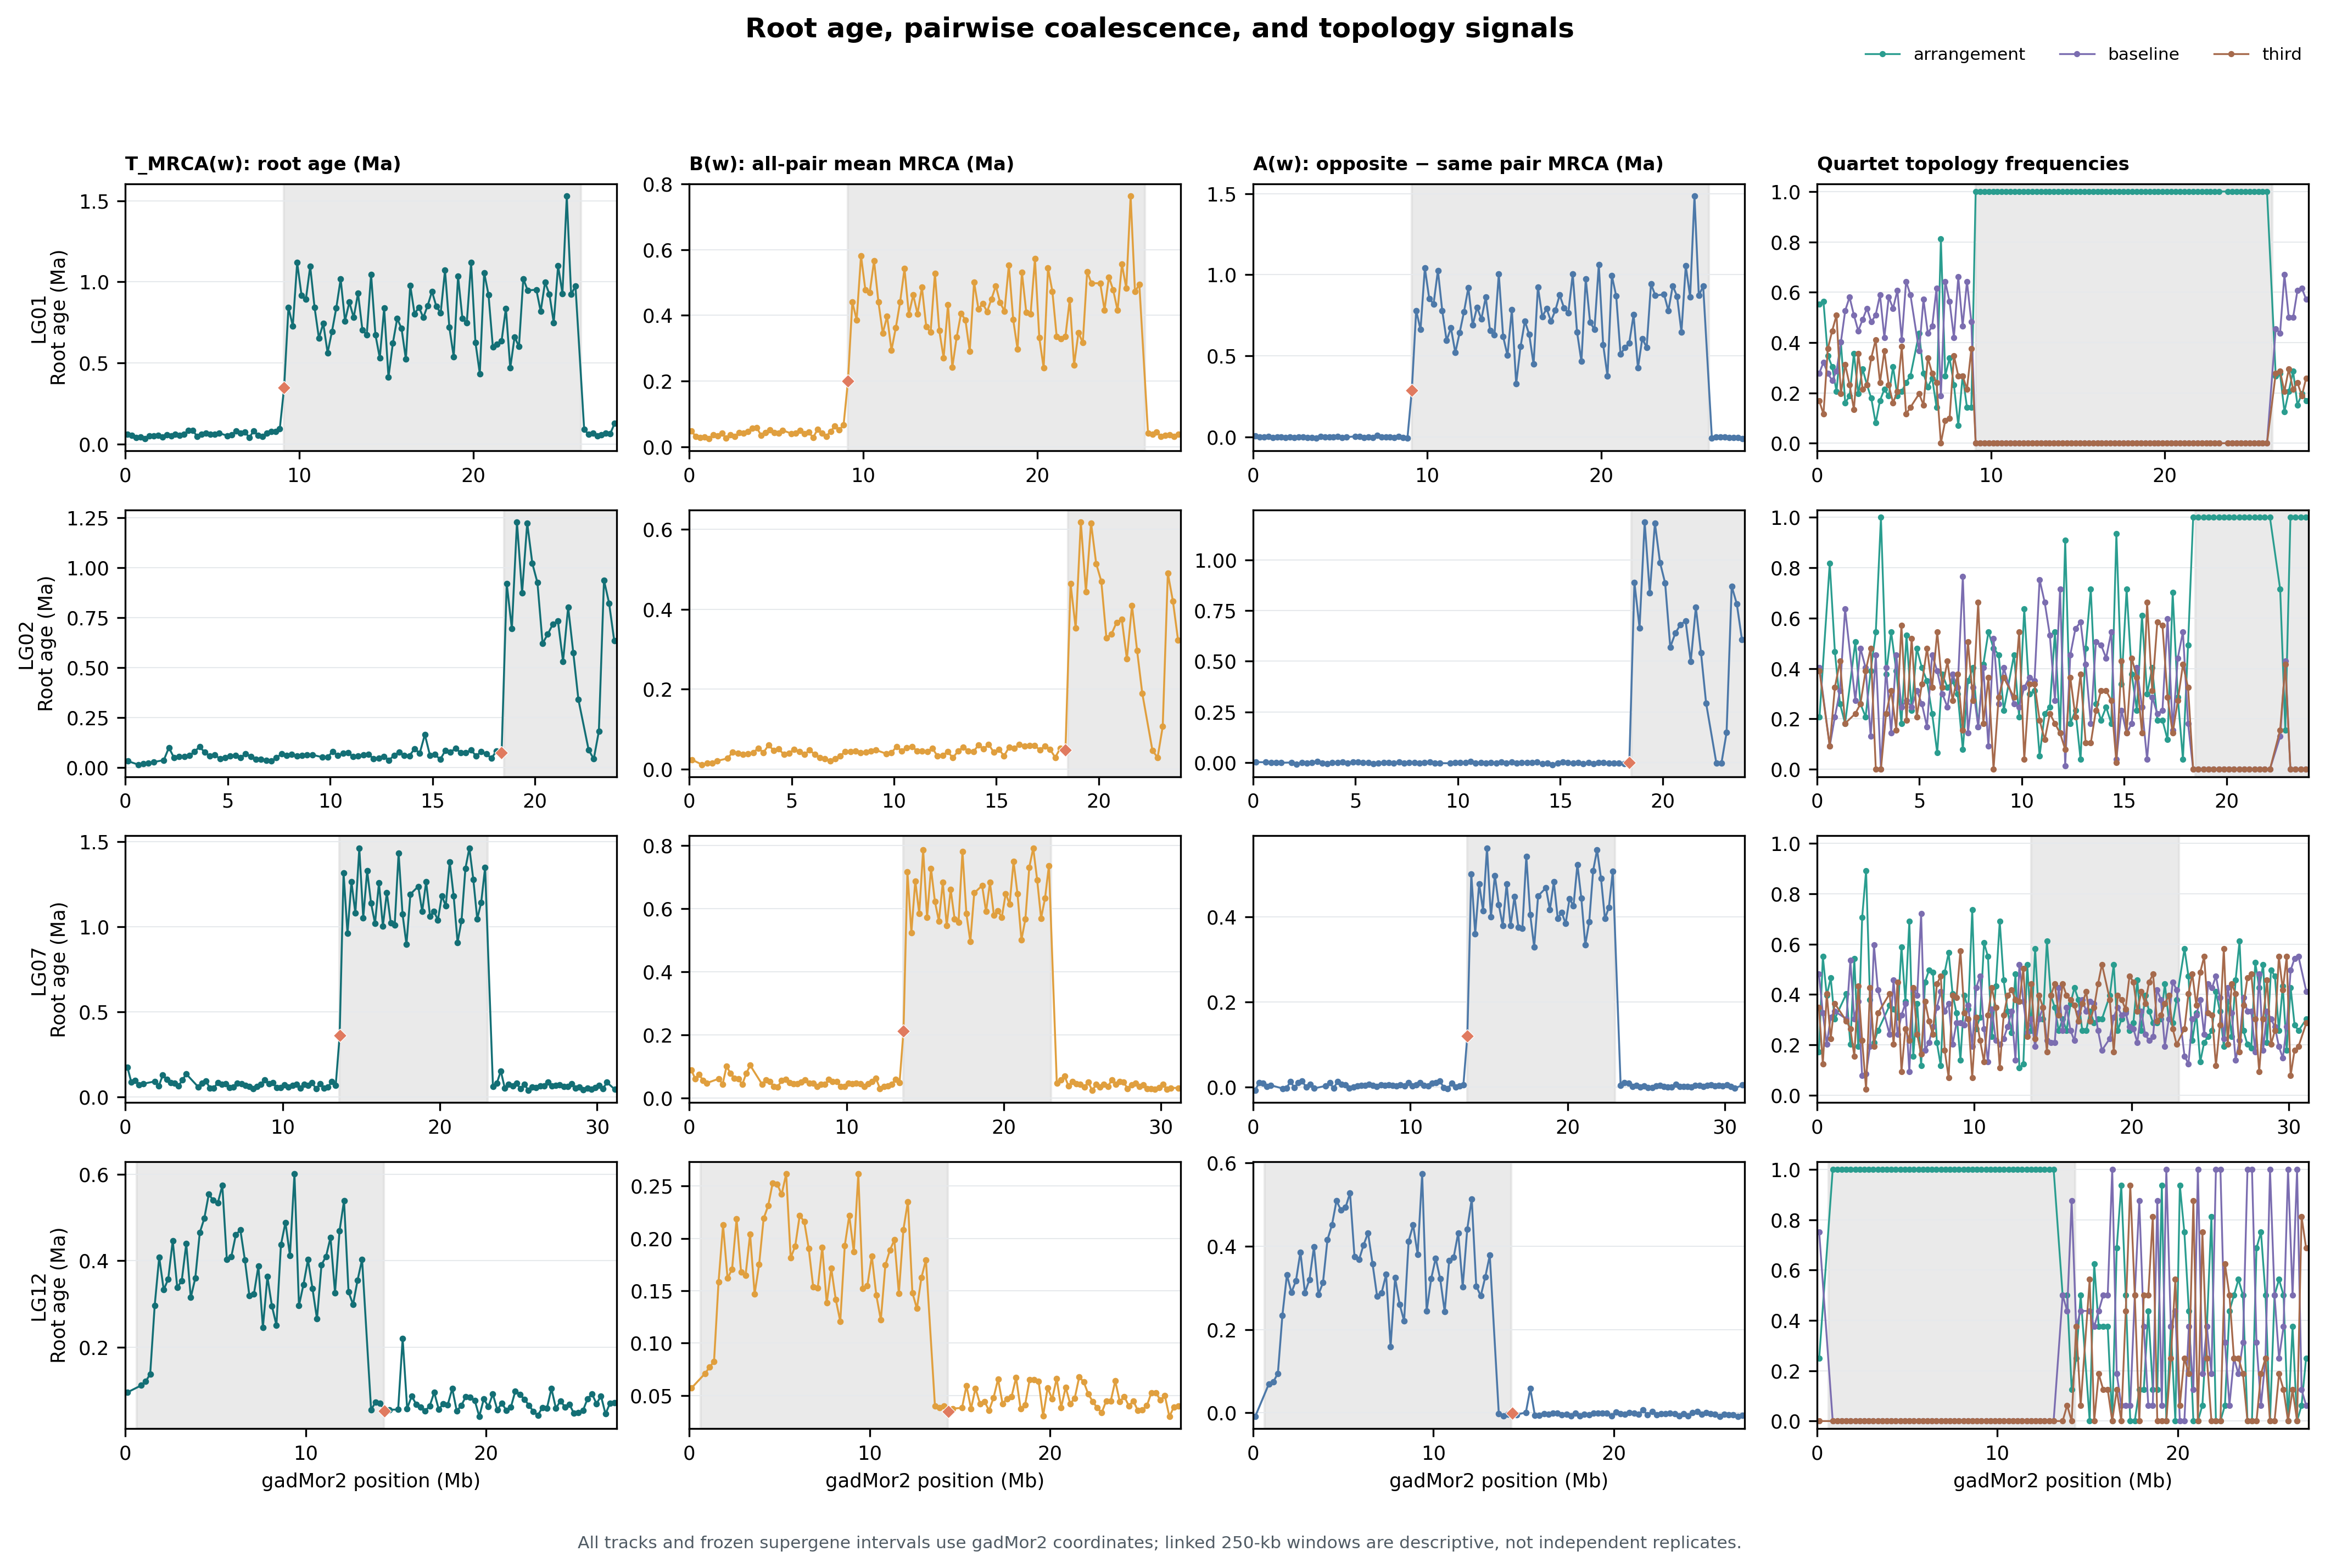 Root age, pairwise coalescence, and topology signals
arrangement baseline third
T_MRCA(w): root age (Ma)
B(w): all-pair mean MRCA (Ma)
A(w): opposite − same pair MRCA (Ma)
Quartet topology frequencies
LG01
Root age (Ma)
1.5
1.0
0.5
0.0
0 10 20
0.8
0.6
0.4
0.2
0.0
0 10 20
1.5
1.0
0.5
0.0
0 10 20
1.0
0.8
0.6
0.4
0.2
0.0
0 10 20
LG02
Root age (Ma)
1.25
1.00
0.75
0.50
0.25
0.00
0 5 10 15 20
0.6
0.4
0.2
0.0
0 5 10 15 20
1.00
0.75
0.50
0.25
0.00
0 5 10 15 20
1.0
0.8
0.6
0.4
0.2
0.0
0 5 10 15 20
LG07
Root age (Ma)
1.5
1.0
0.5
0.0
0 10 20 30
0.8
0.6
0.4
0.2
0.0
0 10 20 30
0.4
0.2
0.0
0 10 20 30
1.0
0.8
0.6
0.4
0.2
0.0
0 10 20 30
LG12
Root age (Ma)
0.6
0.4
0.2
0 10 20
gadMor2 position (Mb)
0.25
0.20
0.15
0.10
0.05
0 10 20
gadMor2 position (Mb)
0.6
0.4
0.2
0.0
0 10 20
gadMor2 position (Mb)
1.0
0.8
0.6
0.4
0.2
0.0
0 10 20
gadMor2 position (Mb)
All tracks and frozen supergene intervals use gadMor2 coordinates; linked 250-kb windows are descriptive, not independent replicates.